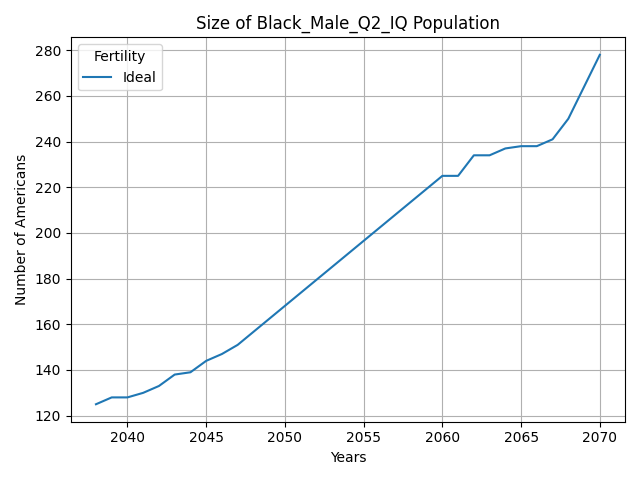 Size of Black_Male_Q2_IQ Population
Fertility
Ideal
Number of Americans
280
260
240
220
200
180
160
140
120
2040 2045 2050 2055 2060 2065 2070
Years